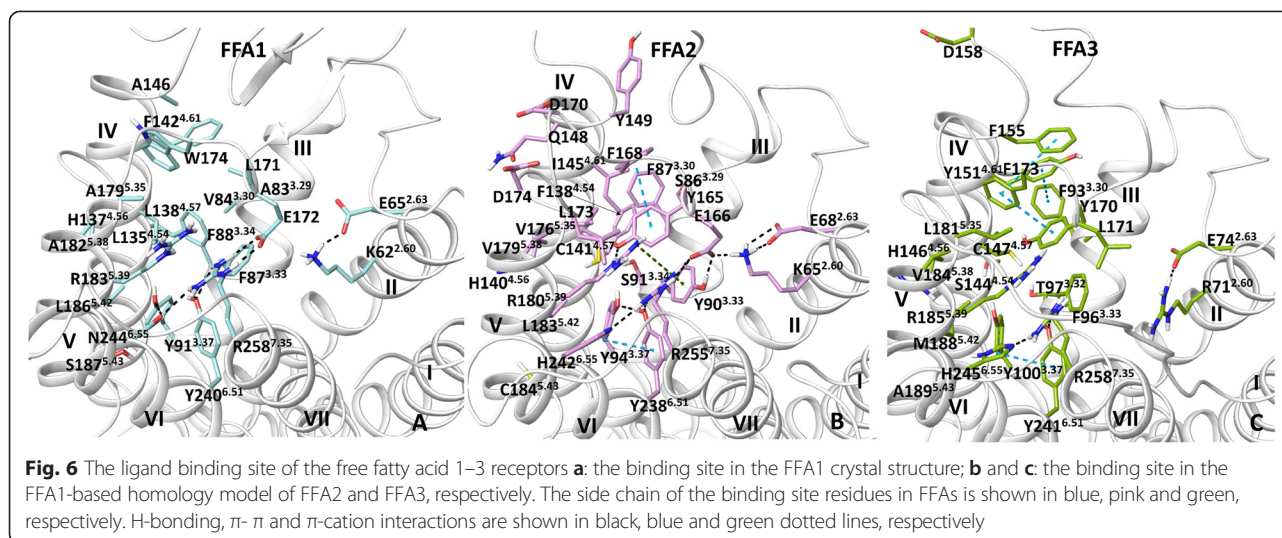 FFA1
A146
F142^4.61
IV
W174
L171
III
A179^5.35
V84^3.30
A83^3.29
H137^4.56
L138^4.57
E172
E65^2.63
A182^5.38
L135^4.54
F88^3.34
K62^2.60
R183^5.39
F87^3.33
II
L186^5.42
V
N244^6.55
Y91^3.37
R258^7.35
S187^5.43
I
Y240^6.51
VI
VII
A
FFA2
IV
D170
Y149
Q148
III
I145^4.61
F168
F87^3.30
S86^3.29
D174
F138^4.54
Y165
L173
E166
E68^2.63
V176^5.35
V179^5.38
C141^4.57
K65^2.60
H140^4.56
S91^3.34
R180^5.39
Y90^3.33
II
V
L183^5.42
H242^6.55
Y94^3.37
R255^7.35
C184^5.43
I
Y238^6.51
VI
VII
B
FFA3
D158
F155
IV
Y151^4.61
F173
F93^3.30
III
Y170
L181^5.35
L171
H146^4.56
C147^4.57
E74^2.63
V184^5.38
S144^4.54
T97^3.32
R71^2.60
V
R185^5.39
F96^3.33
II
M188^5.42
H245^6.55
Y100^3.37
R258^7.35
A189^5.43
I
VI
VII
Y241^6.51
C
Fig. 6 The ligand binding site of the free fatty acid 1–3 receptors a: the binding site in the FFA1 crystal structure; b and c: the binding site in the
FFA1-based homology model of FFA2 and FFA3, respectively. The side chain of the binding site residues in FFAs is shown in blue, pink and green,
respectively. H-bonding, π- π and π-cation interactions are shown in black, blue and green dotted lines, respectively